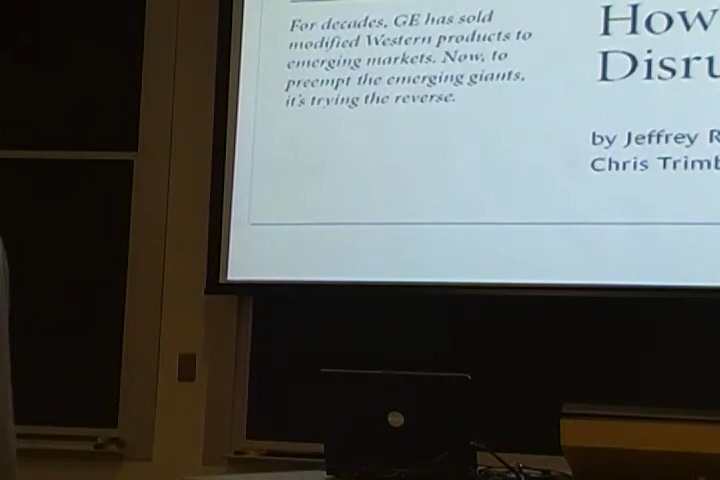 For decades, GE has sold
modified Western products to
emerging markets. Now, to
preempt the emerging giants,
it's trying the reverse.
How
Disru
by Jeffrey R
Chris Trimb